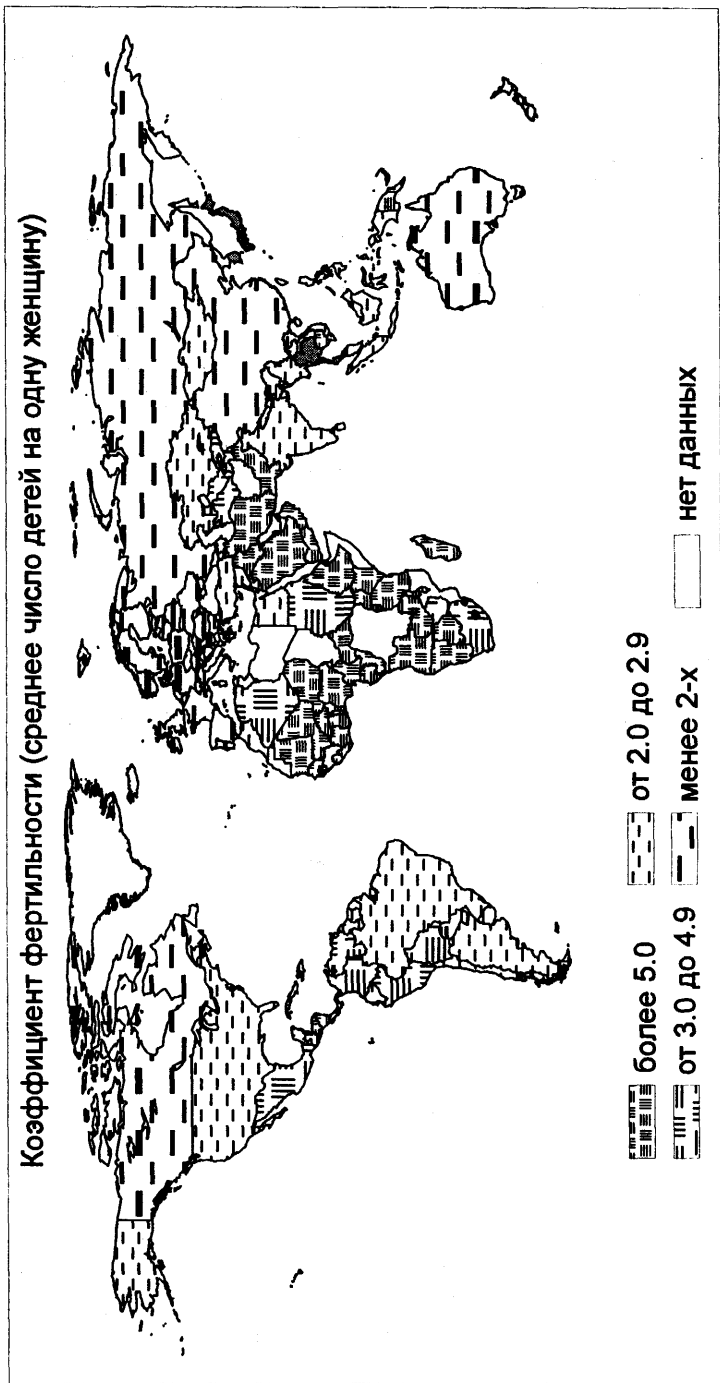 Коэффициент фертильности (среднее число детей на одну женщину)
более 5.0
от 2.0 до 2.9
от 3.0 до 4.9
менее 2-х
нет данных